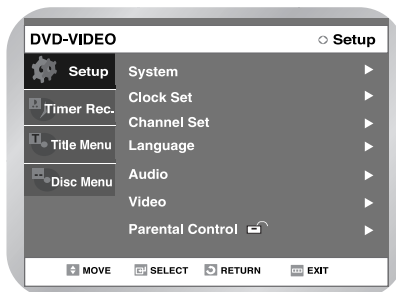 DVD-VIDEO Setup
Setup
Timer Rec.
Title Menu
Disc Menu
System
Clock Set
Channel Set
Language
Audio
Video
Parental Control
MOVE SELECT RETURN EXIT